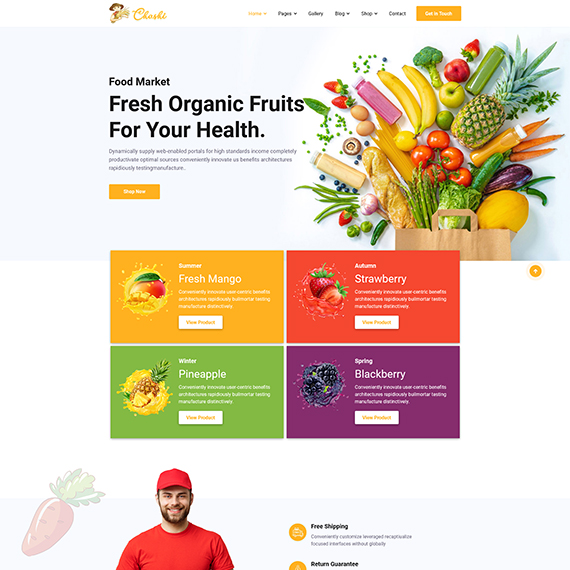 Choshi
Home Pages Gallery Blog Shop Contact Get In Touch
Food Market
Fresh Organic Fruits
For Your Health.
Dynamically supply web-enabled portals for high standards income completely
productivate optimal sources conveniently innovate us benefits architectures
rapidiously testingmanufacture..
Shop Now
Summer
Fresh Mango
Conveniently innovate user-centric benefits
architectures rapidiously bulimortar testing
manufacture distinctively.
View Product
Autumn
Strawberry
Conveniently innovate user-centric benefits
architectures rapidiously bulimortar testing
manufacture distinctively.
View Product
Winter
Pineapple
Conveniently innovate user-centric benefits
architectures rapidiously bulimortar testing
manufacture distinctively.
View Product
Spring
Blackberry
Conveniently innovate user-centric benefits
architectures rapidiously bulimortar testing
manufacture distinctively.
View Product
Free Shipping
Conveniently customize leveraged recaptiualize
focused interfaces without globally
Return Guarantee